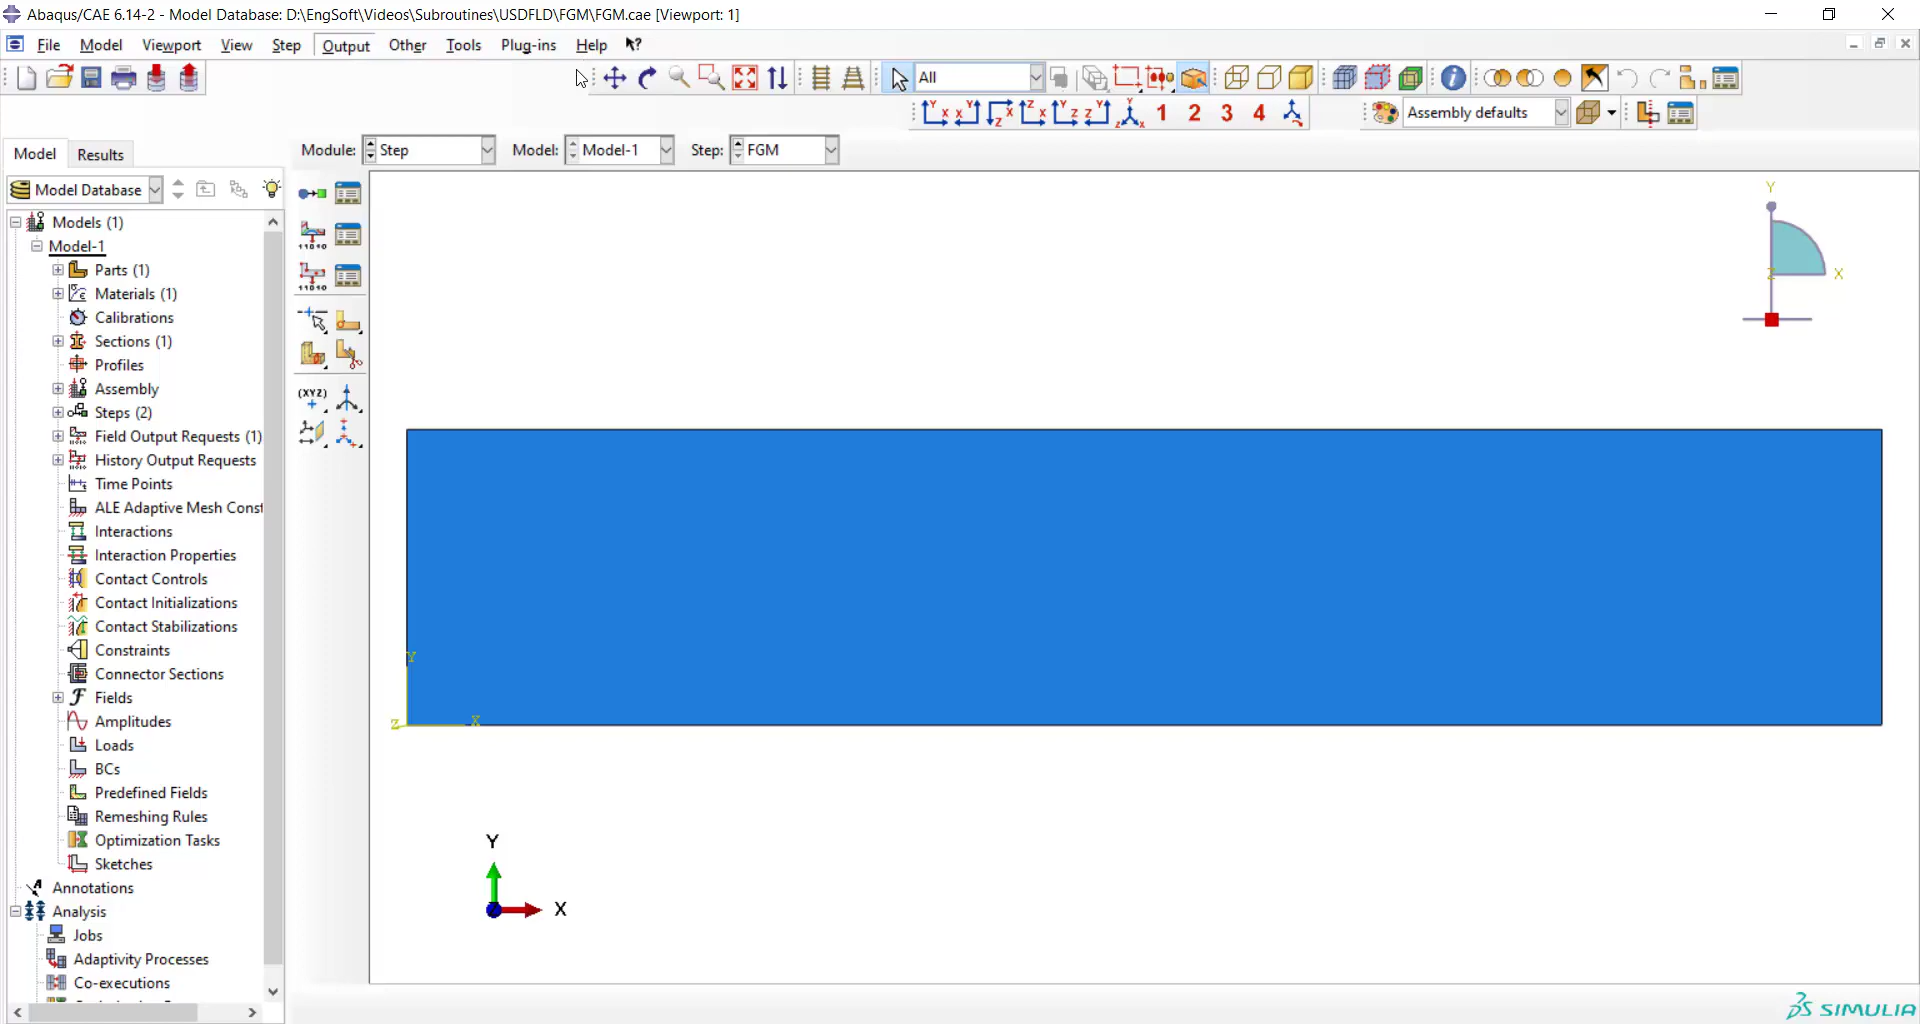 Abaqus/CAE 6.14-2 - Model Database: D:\EngSoft\Videos\Subroutines\USDFLD\FGM\FGM.cae [Viewport: 1]
File Model Viewport View Step Output Other Tools Plug-ins Help ?
All
1 2 3 4
Assembly defaults
Model Results
Module: Step Model: Model-1 Step: FGM
Model Database
Models (1)
Model-1
Parts (1)
Materials (1)
Calibrations
Sections (1)
Profiles
Assembly
Steps (2)
Field Output Requests (1)
History Output Requests
Time Points
ALE Adaptive Mesh Const
Interactions
Interaction Properties
Contact Controls
Contact Initializations
Contact Stabilizations
Constraints
Connector Sections
Fields
Amplitudes
Loads
BCs
Predefined Fields
Remeshing Rules
Optimization Tasks
Sketches
Annotations
Analysis
Jobs
Adaptivity Processes
Co-executions
(XYZ)
Y
Z X
Y
Z X
Y
X
SIMULIA